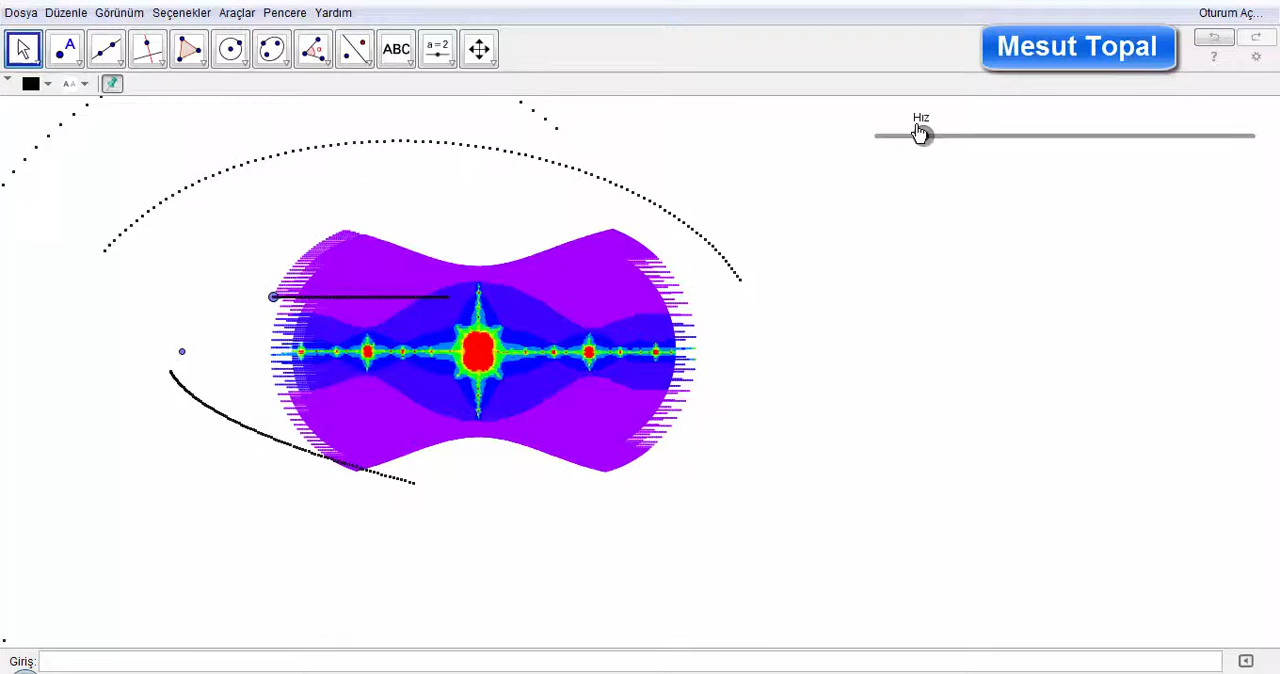 Dosya Düzenle Görünüm Seçenekler Araçlar Pencere Yardım Oturum Aç...
A ABC a=2 Mesut Topal ?
A A
Hız
Giriş: